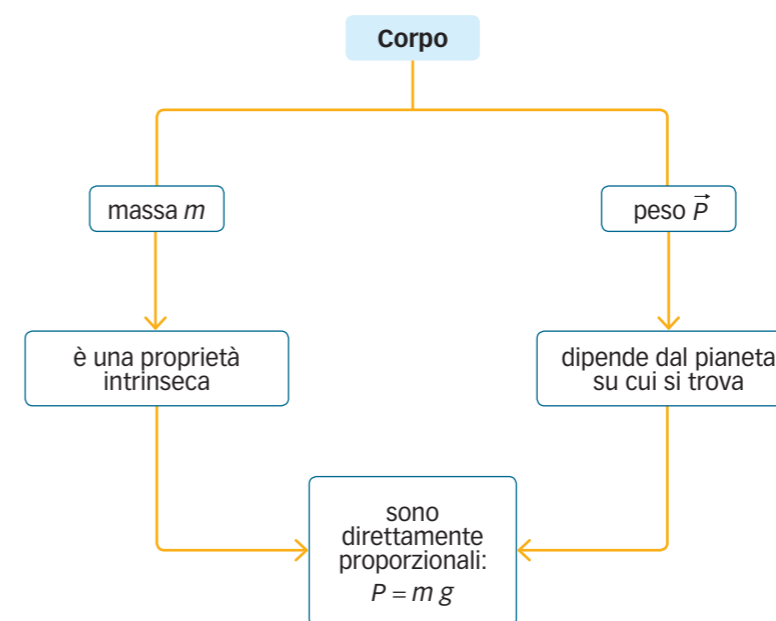 Corpo
massa m
peso P⃗
è una proprietà
intrinseca
dipende dal pianeta
su cui si trova
sono
direttamente
proporzionali:
P = m g